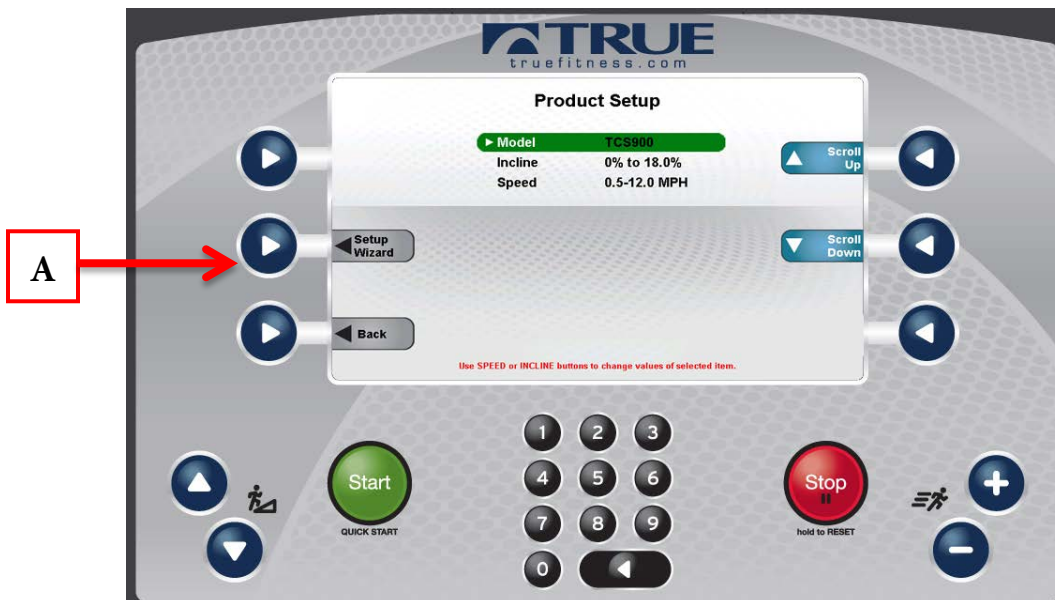 TRUE
truefitness.com
Product Setup
Model TCS900
Incline 0% to 18.0%
Speed 0.5-12.0 MPH
Scroll
Up
Setup
Wizard
Scroll
Down
Back
Use SPEED or INCLINE buttons to change values of selected item.
A
1 2 3
4 5 6
7 8 9
0
Start
QUICK START
Stop
hold to RESET